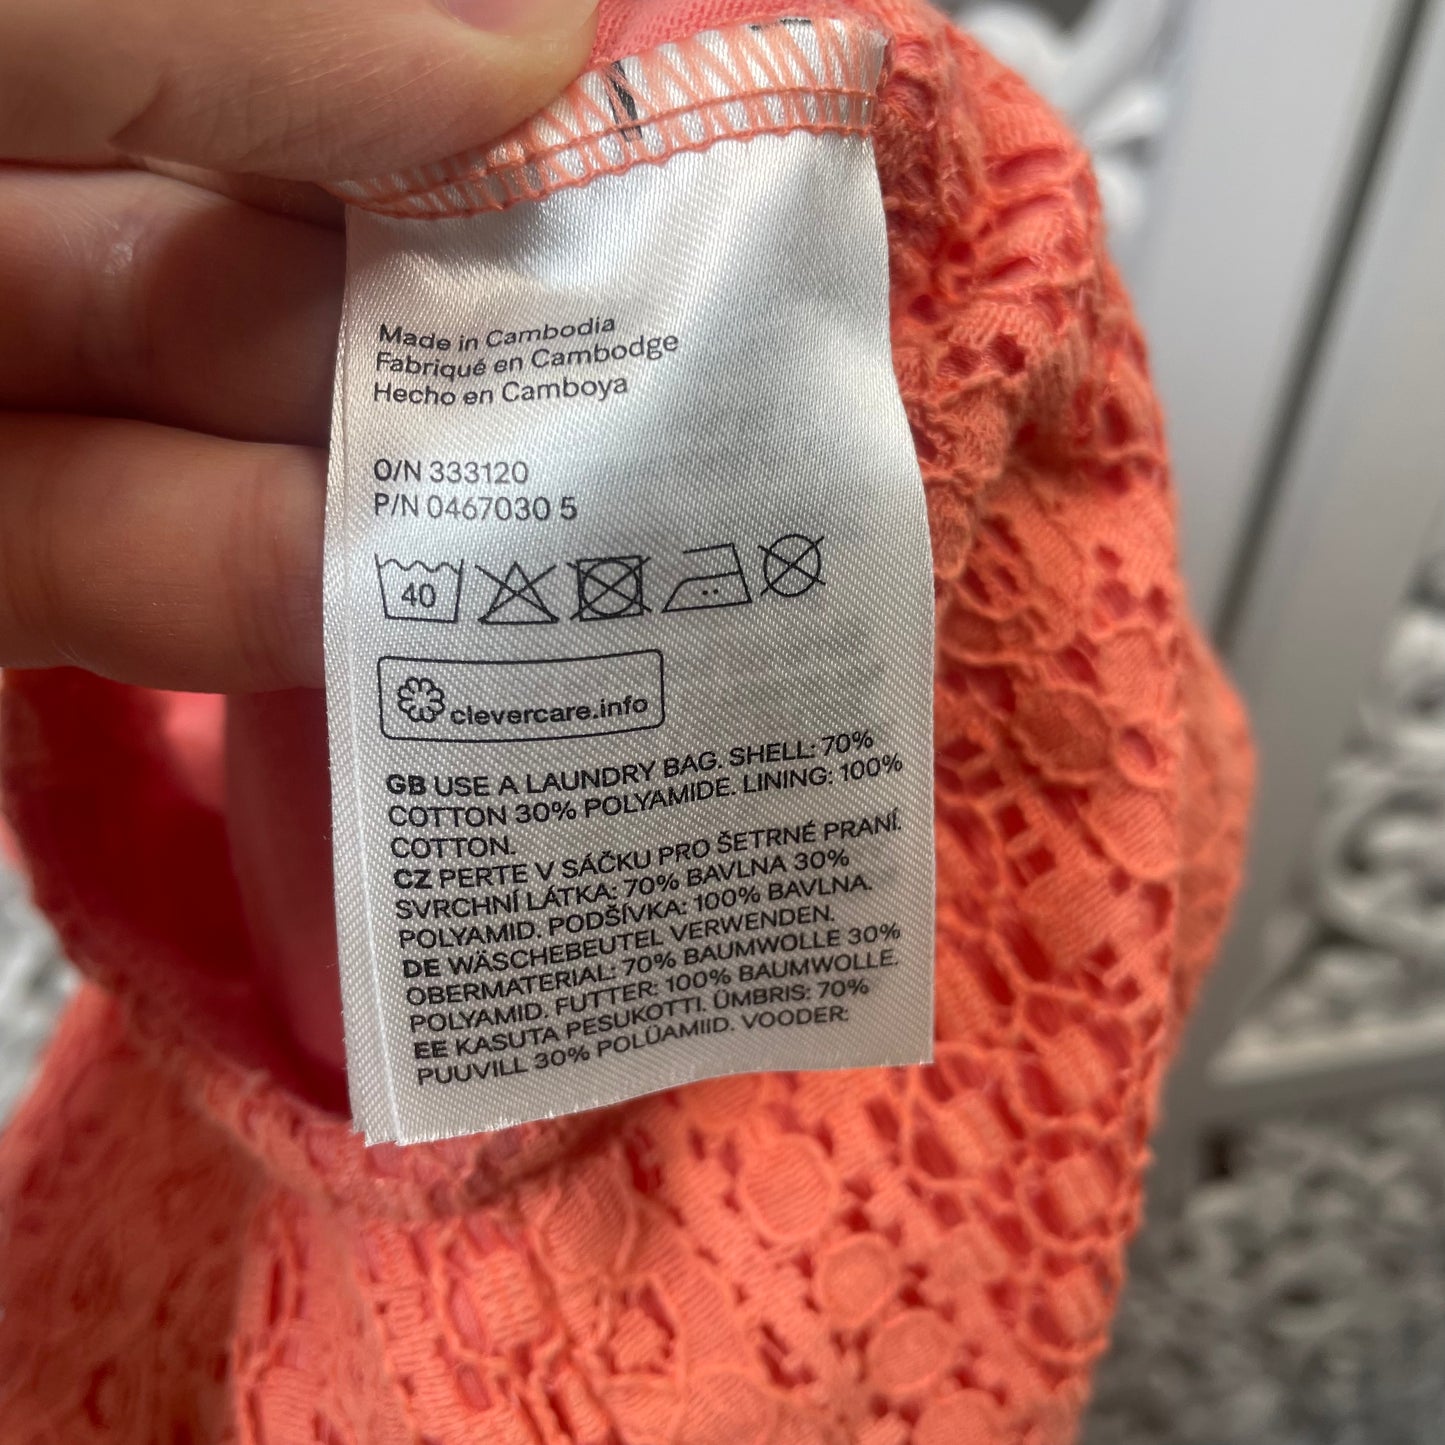 Made in Cambodia
Fabriqué en Cambodge
Hecho en Camboya
O/N 333120
P/N 0467030 5
40
clevercare.info
GB USE A LAUNDRY BAG. SHELL: 70%
COTTON 30% POLYAMIDE. LINING: 100%
COTTON.
CZ PERTE V SÁČKU PRO ŠETRNÉ PRANÍ.
SVRCHNÍ LÁTKA: 70% BAVLNA 30%
POLYAMID. PODŠÍVKA: 100% BAVLNA.
DE WÄSCHEBEUTEL VERWENDEN.
OBERMATERIAL: 70% BAUMWOLLE 30%
POLYAMID. FUTTER: 100% BAUMWOLLE.
EE KASUTA PESUKOTTI. ÜMBRIS: 70%
PUUVILL 30% POLÜAMIID. VOODER: